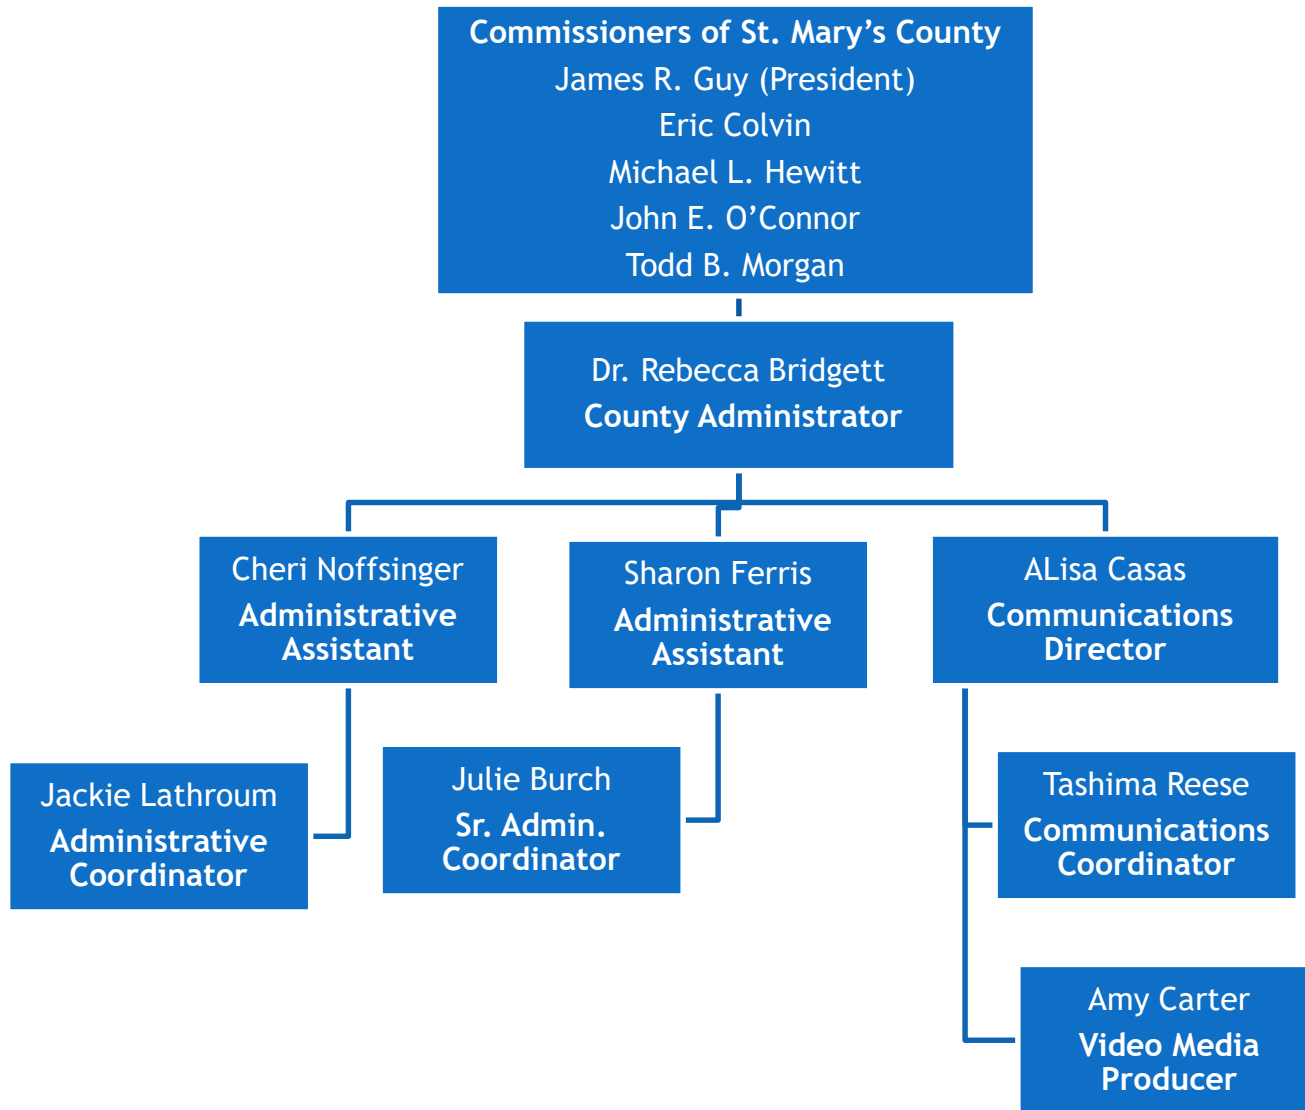 Commissioners of St. Mary’s County
James R. Guy (President)
Eric Colvin
Michael L. Hewitt
John E. O’Connor
Todd B. Morgan
Dr. Rebecca Bridgett
County Administrator
Cheri Noffsinger
Administrative
Assistant
Sharon Ferris
Administrative
Assistant
ALisa Casas
Communications
Director
Jackie Lathroum
Administrative
Coordinator
Julie Burch
Sr. Admin.
Coordinator
Tashima Reese
Communications
Coordinator
Amy Carter
Video Media
Producer